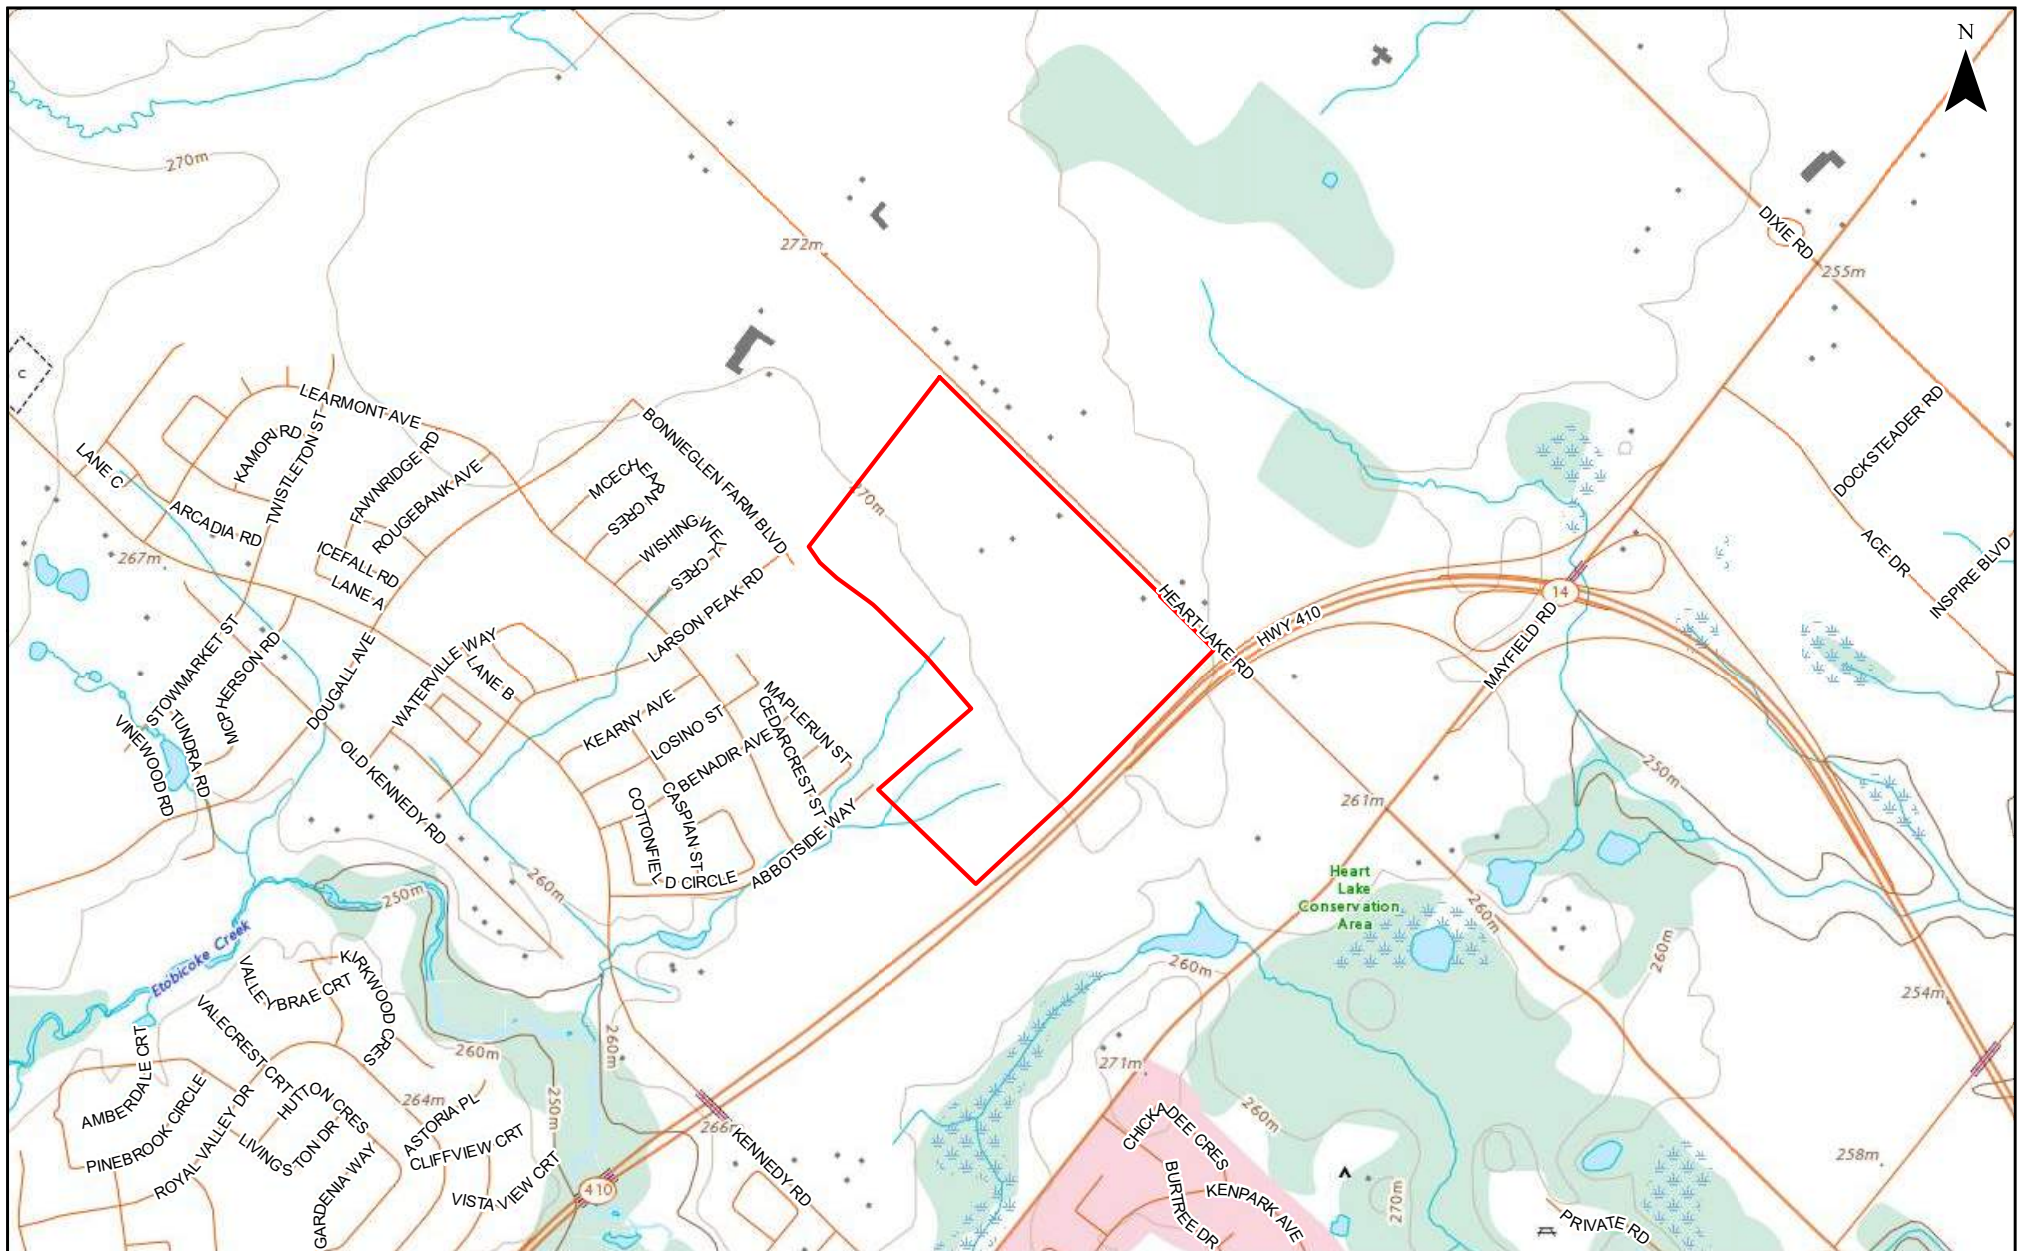 N
270m
DIXIE RD
272m
255m
C
LEARMONT AVE
KAMORI RD
TWISTLETON ST
FAWNRIDGE RD
ROUGEBANK AVE
BONNIEGLEN FARM BLVD
MCEECHEARN CRES
DOCKSTEADER RD
LANE C
ARCADIA RD
270m
WISHINGWELL CRES
267m
ICEFALL RD
LANE A
LARSON PEAK RD
ACE DR
INSPIRE BLVD
HEART LAKE RD
HWY 410
14
MAYFIELD RD
STOWMARKET ST
MCPHERSON RD
DOUGALL AVE
WATERVILLE WAY
LANE B
VINEWOOD RD
TUNDRA RD
OLD KENNEDY RD
KEARNY AVE
LOSINO ST
BENADIR AVE
MAPLERUN ST
CEDARCREST ST
CASPIAN ST
COTTONFIELD CIRCLE
ABBOTSIDE WAY
250m
261m
Heart
Lake
Conservation
Area
260m
250m
260m
260m
Etobicoke Creek
260m
254m
VALLEYBRAE CRT
KIRKWOOD CRES
VALECREST CRT
260m
260m
AMBERDALE CRT
PINEBROOK CIRCLE
ROYAL VALLEY DR
HUTTON CRES
LIVINGSTON DR
GARDENIA WAY
264m
ASTORIA PL
CLIFFVIEW CRT
VISTA VIEW CRT
250m
410
266m
KENNEDY RD
271m
CHICKADEE CRES
260m
BURTREE DR
KENPARK AVE
270m
PRIVATE RD
258m